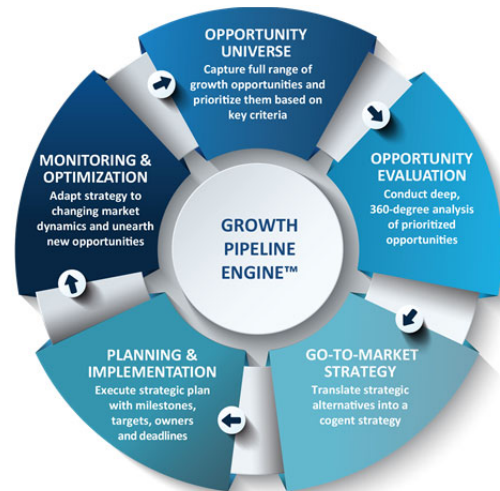 OPPORTUNITY
UNIVERSE
Capture full range of
growth opportunities and
prioritize them based on
key criteria
OPPORTUNITY
EVALUATION
Conduct deep,
360-degree analysis
of prioritized
opportunities
GO-TO-MARKET
STRATEGY
Translate strategic
alternatives into a
cogent strategy
PLANNING &
IMPLEMENTATION
Execute strategic plan
with milestones,
targets, owners
and deadlines
MONITORING &
OPTIMIZATION
Adapt strategy to
changing market
dynamics and unearth
new opportunities
GROWTH
PIPELINE
ENGINE™